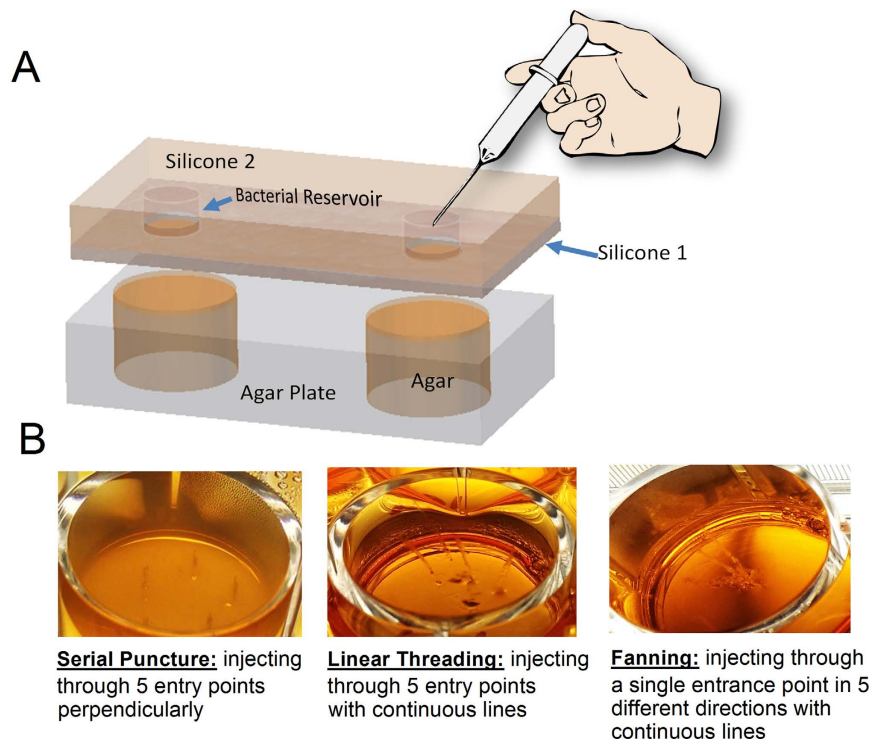 A
Silicone 2
Bacterial Reservoir
Silicone 1
Agar Plate
Agar
B
Serial Puncture: injecting
through 5 entry points
perpendicularly
Linear Threading: injecting
through 5 entry points
with continuous lines
Fanning: injecting through
a single entrance point in 5
different directions with
continuous lines